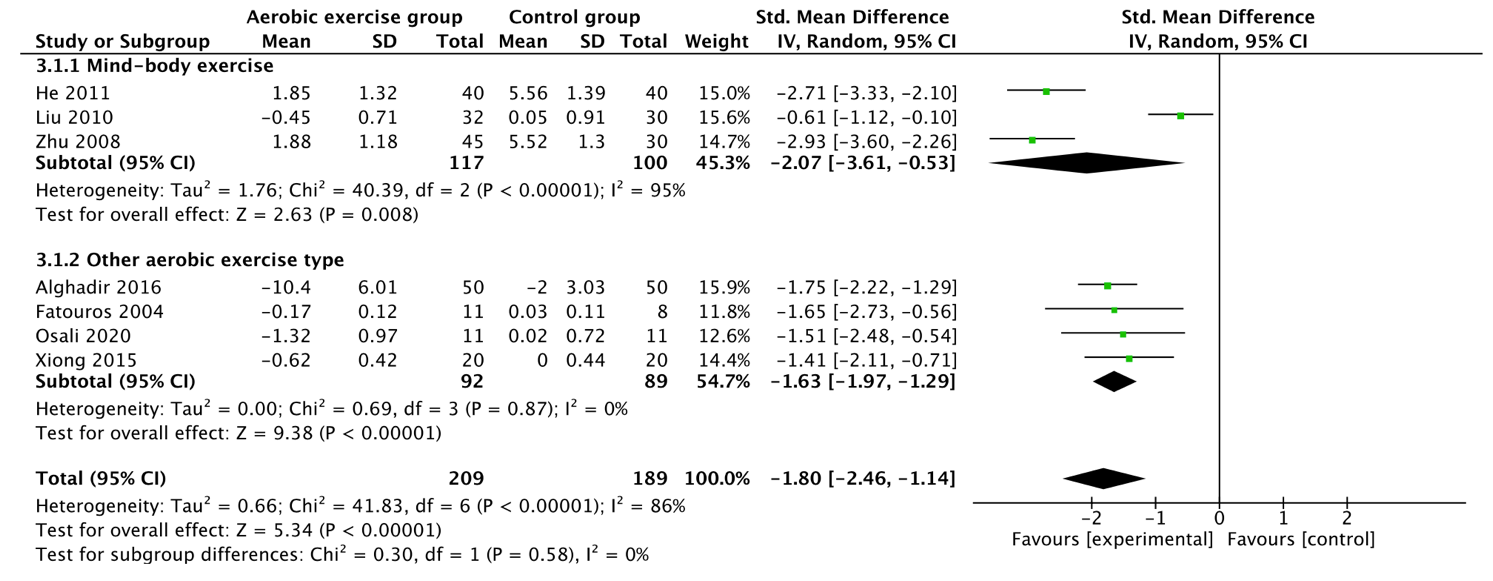 Aerobic exercise group Control group Std. Mean Difference Std. Mean Difference
Study or Subgroup Mean SD Total Mean SD Total Weight IV, Random, 95% CI IV, Random, 95% CI
3.1.1 Mind−body exercise
He 2011 1.85 1.32 40 5.56 1.39 40 15.0% −2.71 [−3.33, −2.10]
Liu 2010 −0.45 0.71 32 0.05 0.91 30 15.6% −0.61 [−1.12, −0.10]
Zhu 2008 1.88 1.18 45 5.52 1.3 30 14.7% −2.93 [−3.60, −2.26]
Subtotal (95% CI) 117 100 45.3% −2.07 [−3.61, −0.53]
Heterogeneity: Tau² = 1.76; Chi² = 40.39, df = 2 (P < 0.00001); I² = 95%
Test for overall effect: Z = 2.63 (P = 0.008)
3.1.2 Other aerobic exercise type
Alghadir 2016 −10.4 6.01 50 −2 3.03 50 15.9% −1.75 [−2.22, −1.29]
Fatouros 2004 −0.17 0.12 11 0.03 0.11 8 11.8% −1.65 [−2.73, −0.56]
Osali 2020 −1.32 0.97 11 0.02 0.72 11 12.6% −1.51 [−2.48, −0.54]
Xiong 2015 −0.62 0.42 20 0 0.44 20 14.4% −1.41 [−2.11, −0.71]
Subtotal (95% CI) 92 89 54.7% −1.63 [−1.97, −1.29]
Heterogeneity: Tau² = 0.00; Chi² = 0.69, df = 3 (P = 0.87); I² = 0%
Test for overall effect: Z = 9.38 (P < 0.00001)
Total (95% CI) 209 189 100.0% −1.80 [−2.46, −1.14]
Heterogeneity: Tau² = 0.66; Chi² = 41.83, df = 6 (P < 0.00001); I² = 86%
Test for overall effect: Z = 5.34 (P < 0.00001)
Test for subgroup differences: Chi² = 0.30, df = 1 (P = 0.58), I² = 0%
−2 −1 0 1 2
Favours [experimental] Favours [control]